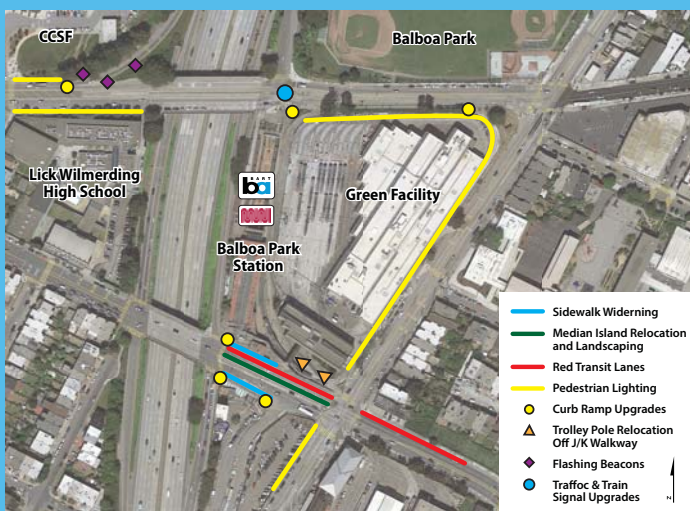 CCSF
Balboa Park
Lick Wilmerding
High School
BART
ba
Green Facility
Balboa Park
Station
Sidewalk Widerning
Median Island Relocation
and Landscaping
Red Transit Lanes
Pedestrian Lighting
Curb Ramp Upgrades
Trolley Pole Relocation
Off J/K Walkway
Flashing Beacons
Traffoc & Train
Signal Upgrades
N